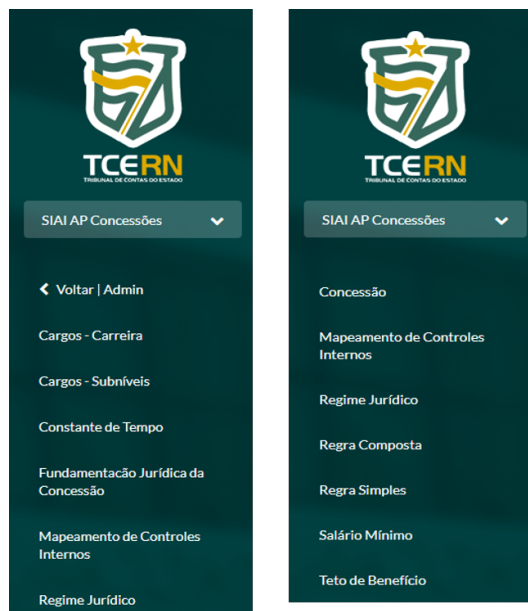 TCERN
TRIBUNAL DE CONTAS DO ESTADO
SIAI AP Concessões
Voltar | Admin
Cargos - Carreira
Cargos - Subníveis
Constante de Tempo
Fundamentacão Jurídica da
Concessão
Mapeamento de Controles
Internos
Regime Jurídico
TCERN
TRIBUNAL DE CONTAS DO ESTADO
SIAI AP Concessões
Concessão
Mapeamento de Controles
Internos
Regime Jurídico
Regra Composta
Regra Simples
Salário Mínimo
Teto de Benefício